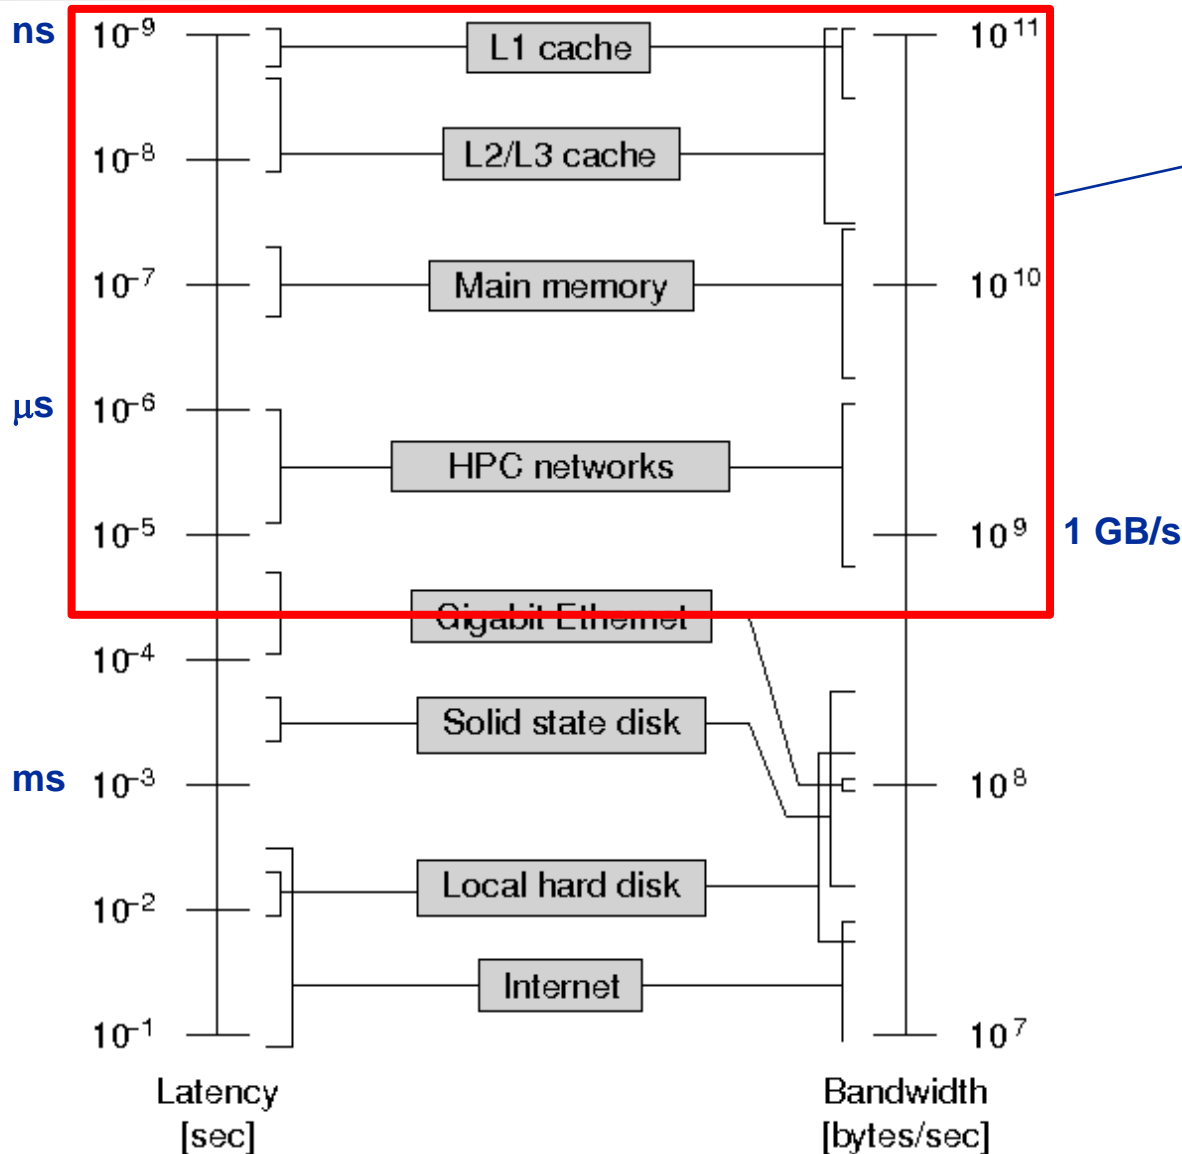 ns 10⁻⁹ L1 cache 10¹¹
10⁻⁸ L2/L3 cache
10⁻⁷ Main memory 10¹⁰
μs 10⁻⁶
HPC networks
10⁻⁵ 10⁹ 1 GB/s
Gigabit Ethernet
10⁻⁴
Solid state disk
ms 10⁻³ 10⁸
Local hard disk
10⁻²
Internet
10⁻¹ 10⁷
Latency Bandwidth
[sec] [bytes/sec]